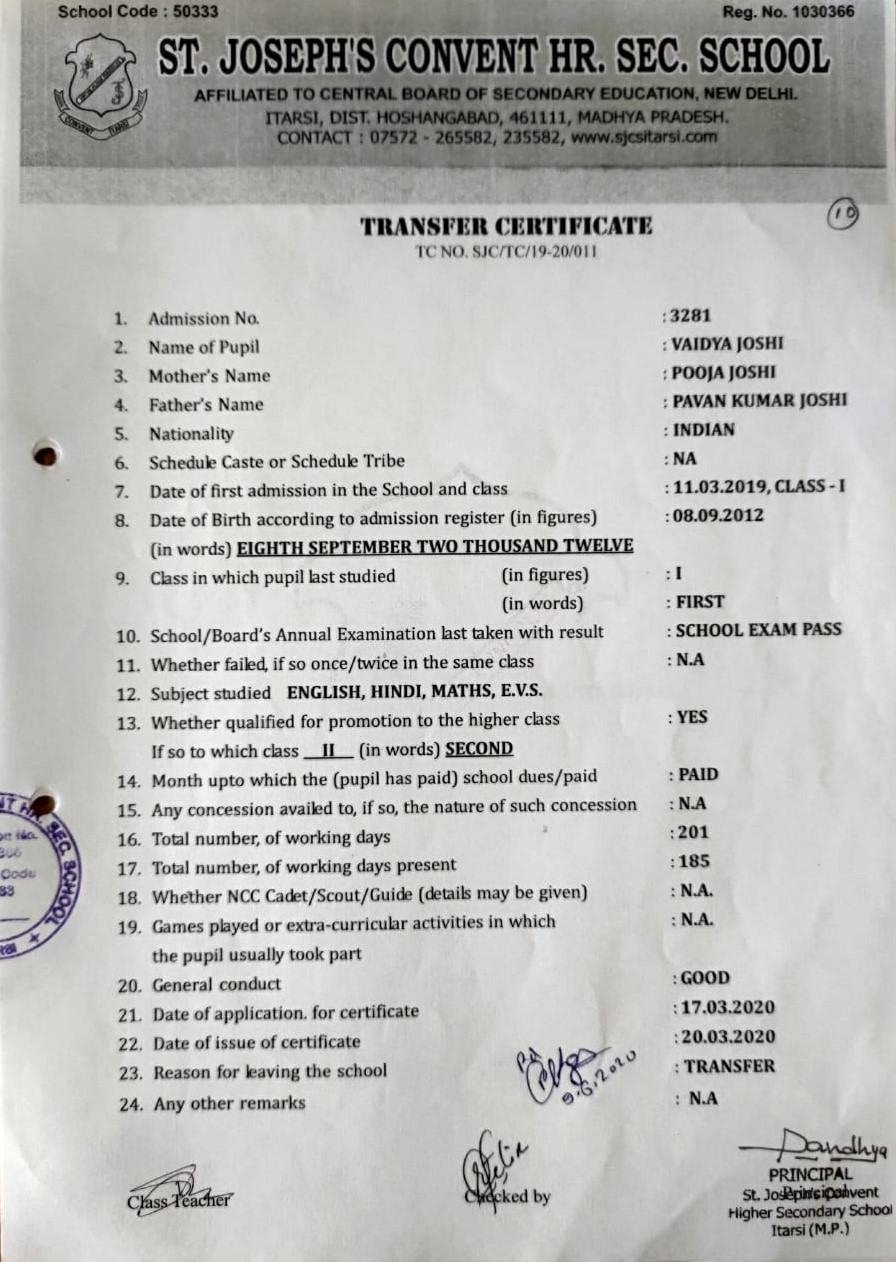 School Code : 50333
Reg. No. 1030366
ST. JOSEPH'S CONVENT HR. SEC. SCHOOL
AFFILIATED TO CENTRAL BOARD OF SECONDARY EDUCATION, NEW DELHI.
ITARSI, DIST. HOSHANGABAD, 461111, MADHYA PRADESH.
CONTACT : 07572 - 265582, 235582, www.sjcsitarsi.com
CONVENT ITARSI
10
TRANSFER CERTIFICATE
TC NO. SJC/TC/19-20/011
1. Admission No. : 3281
2. Name of Pupil : VAIDYA JOSHI
3. Mother's Name : POOJA JOSHI
4. Father's Name : PAVAN KUMAR JOSHI
5. Nationality : INDIAN
6. Schedule Caste or Schedule Tribe : NA
7. Date of first admission in the School and class : 11.03.2019, CLASS - I
8. Date of Birth according to admission register (in figures) : 08.09.2012
(in words) EIGHTH SEPTEMBER TWO THOUSAND TWELVE
9. Class in which pupil last studied (in figures) : I
(in words) : FIRST
10. School/Board's Annual Examination last taken with result : SCHOOL EXAM PASS
11. Whether failed, if so once/twice in the same class : N.A
12. Subject studied ENGLISH, HINDI, MATHS, E.V.S.
13. Whether qualified for promotion to the higher class : YES
If so to which class II (in words) SECOND
14. Month upto which the (pupil has paid) school dues/paid : PAID
15. Any concession availed to, if so, the nature of such concession : N.A
16. Total number, of working days : 201
17. Total number, of working days present : 185
18. Whether NCC Cadet/Scout/Guide (details may be given) : N.A.
19. Games played or extra-curricular activities in which : N.A.
the pupil usually took part
20. General conduct : GOOD
21. Date of application. for certificate : 17.03.2020
22. Date of issue of certificate : 20.03.2020
23. Reason for leaving the school : TRANSFER
24. Any other remarks : N.A
9.6.2020
HR. SEC. SCHOOL
Code
Class Teacher
Checked by
PRINCIPAL
St. Joseph's Convent
Principal
Higher Secondary School
Itarsi (M.P.)